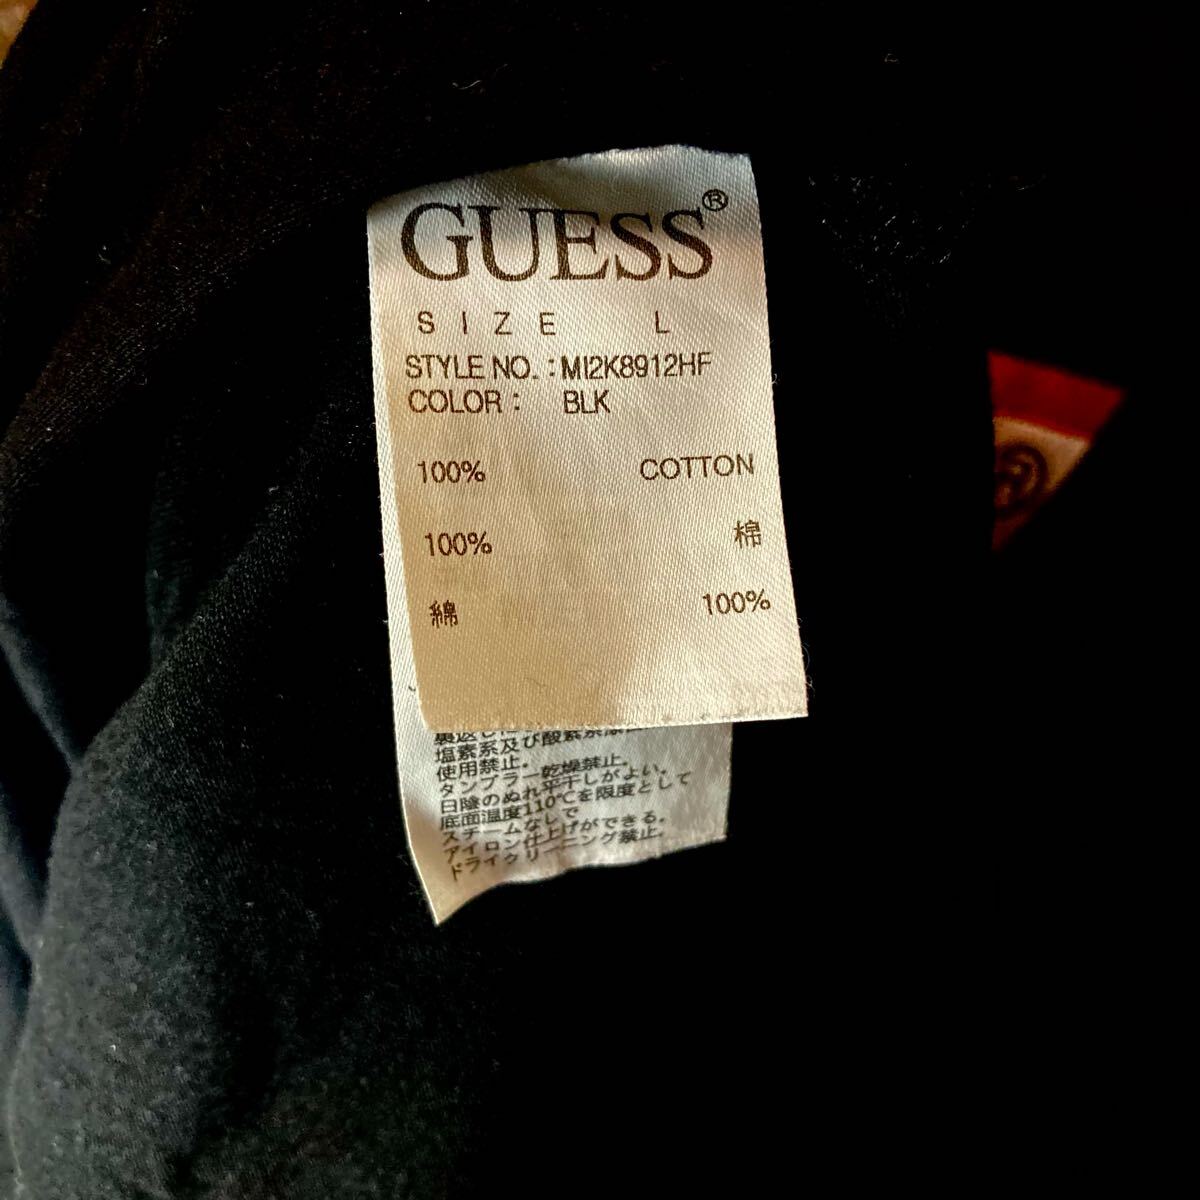 GUESS®
SIZE L
STYLE NO. : MI2K8912HF
COLOR : BLK
100% COTTON
100% 棉
綿 100%
裏返し
塩素系及び酸素系漂
使用禁止。
タンブラー乾燥禁止。
日陰のぬれ平干しがよい。
底面温度110℃を限度として
スチームなしで
アイロン仕上げができる。
ドライクリーニング禁止。
®